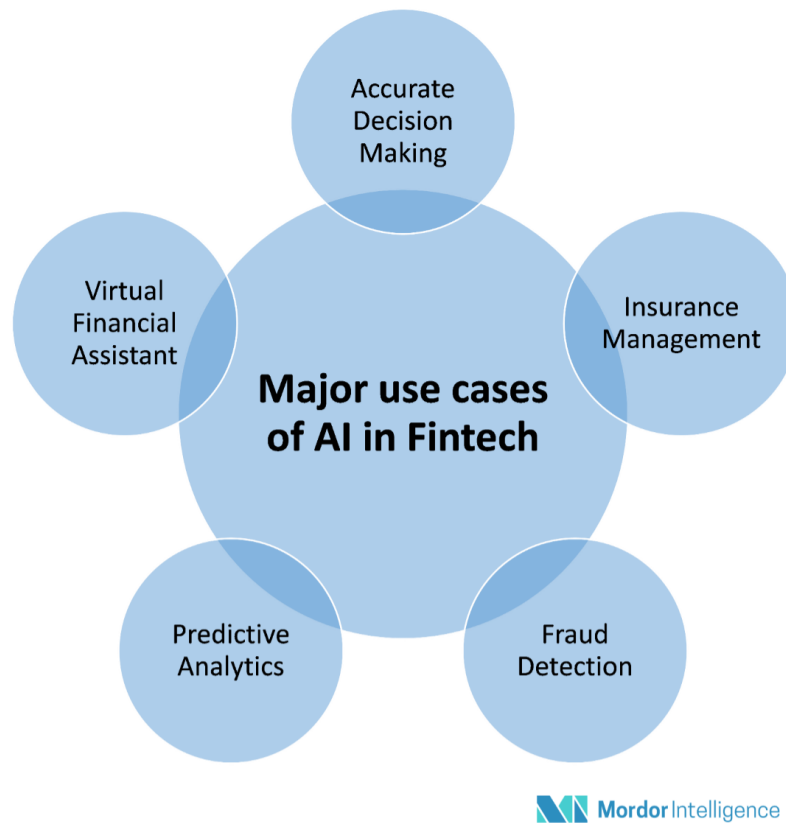 Accurate
Decision
Making
Virtual
Financial
Assistant
Insurance
Management
Major use cases
of AI in Fintech
Predictive
Analytics
Fraud
Detection
Mordor Intelligence